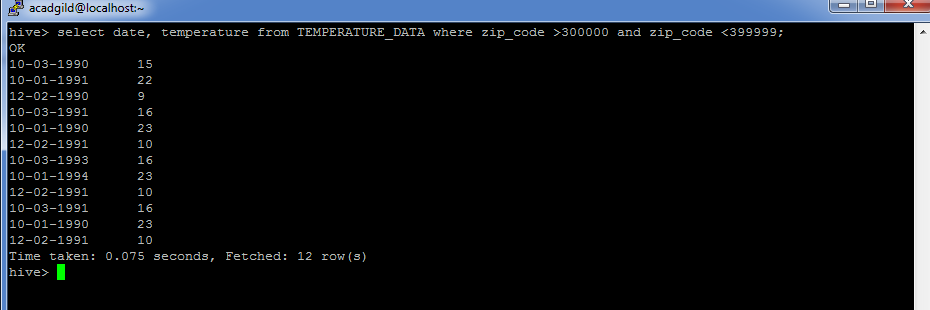 acadgild@localhost:~
hive> select date, temperature from TEMPERATURE_DATA where zip_code >300000 and zip_code <399999;
OK
10-03-1990      15
10-01-1991      22
12-02-1990      9
10-03-1991      16
10-01-1990      23
12-02-1991      10
10-03-1993      16
10-01-1994      23
12-02-1991      10
10-03-1991      16
10-01-1990      23
12-02-1991      10
Time taken: 0.075 seconds, Fetched: 12 row(s)
hive>